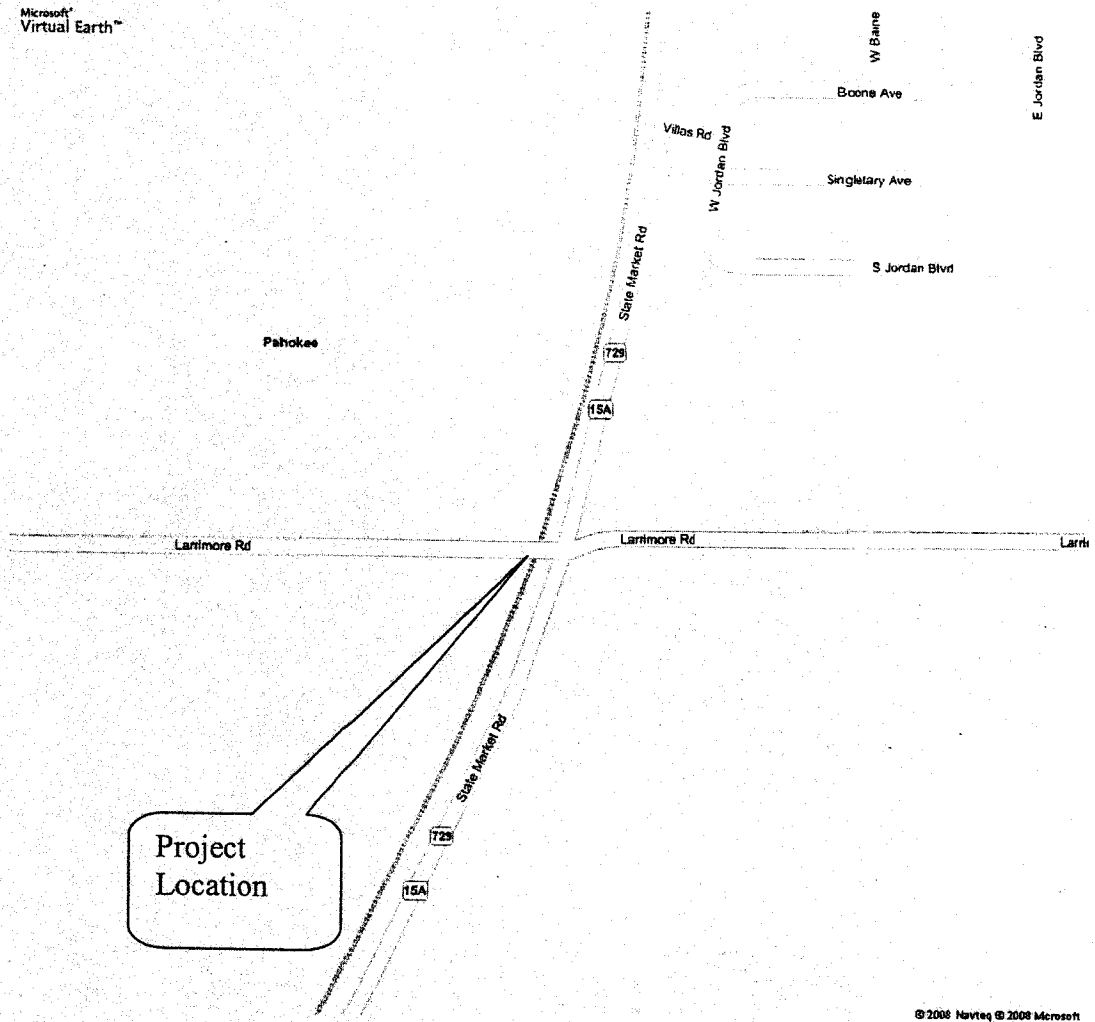 Microsoft®
Virtual Earth™
W Baine
E Jordan Blvd
Boone Ave
Villas Rd
W Jordan Blvd
Singletary Ave
State Market Rd
S Jordan Blvd
Pahokee
729
15A
Larrimore Rd
Larrimore Rd
Larri
State Market Rd
Project
Location
729
15A
© 2008 Navteq © 2008 Microsoft